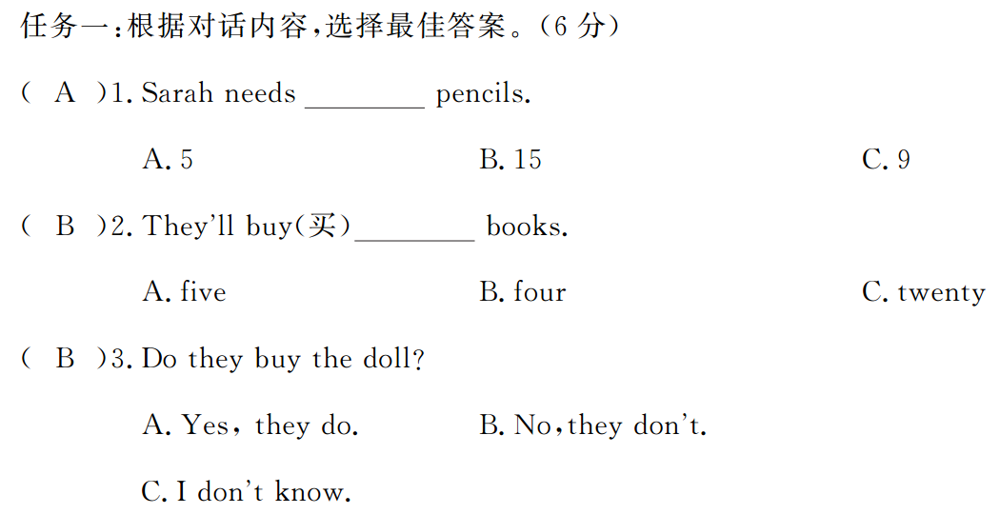 任务一:根据对话内容,选择最佳答案。(6 分)
( A )1. Sarah needs ________ pencils.
A. 5 B. 15 C. 9
( B )2. They'll buy(买)________ books.
A. five B. four C. twenty
( B )3. Do they buy the doll?
A. Yes, they do. B. No,they don't.
C. I don't know.